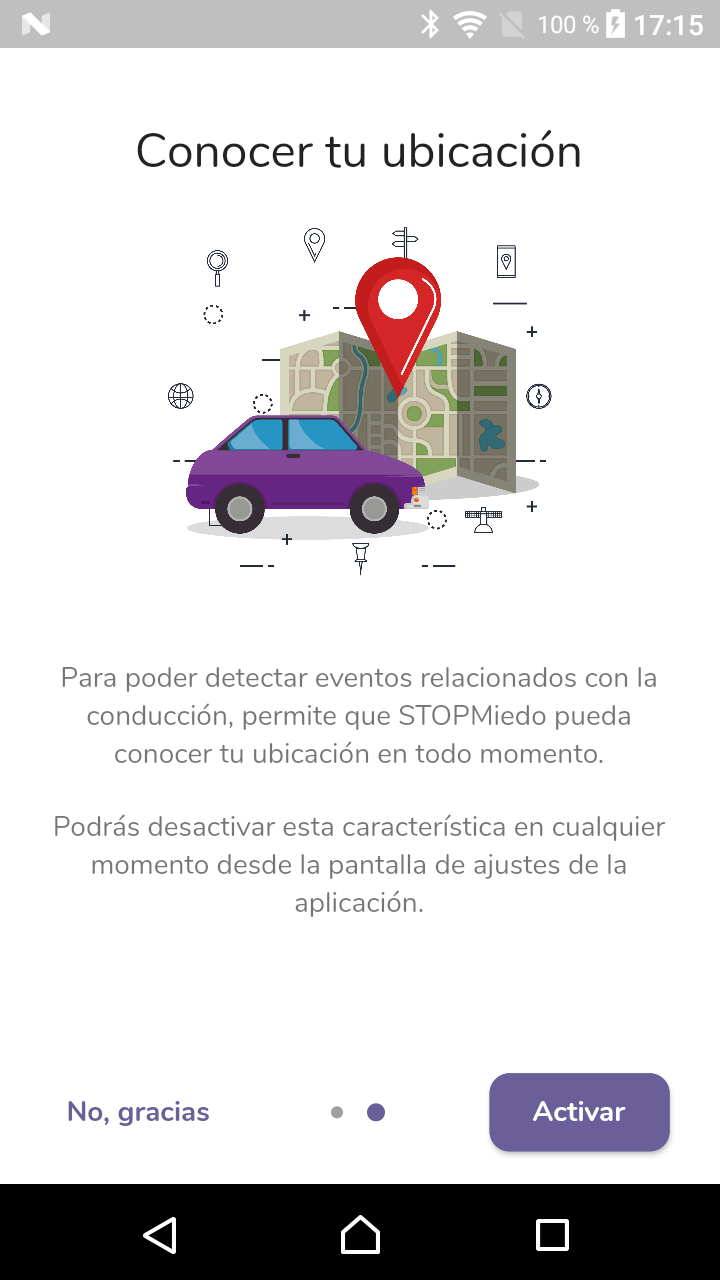 100 % 17:15
Conocer tu ubicación
Para poder detectar eventos relacionados con la
conducción, permite que STOPMiedo pueda
conocer tu ubicación en todo momento.
Podrás desactivar esta característica en cualquier
momento desde la pantalla de ajustes de la
aplicación.
No, gracias
Activar